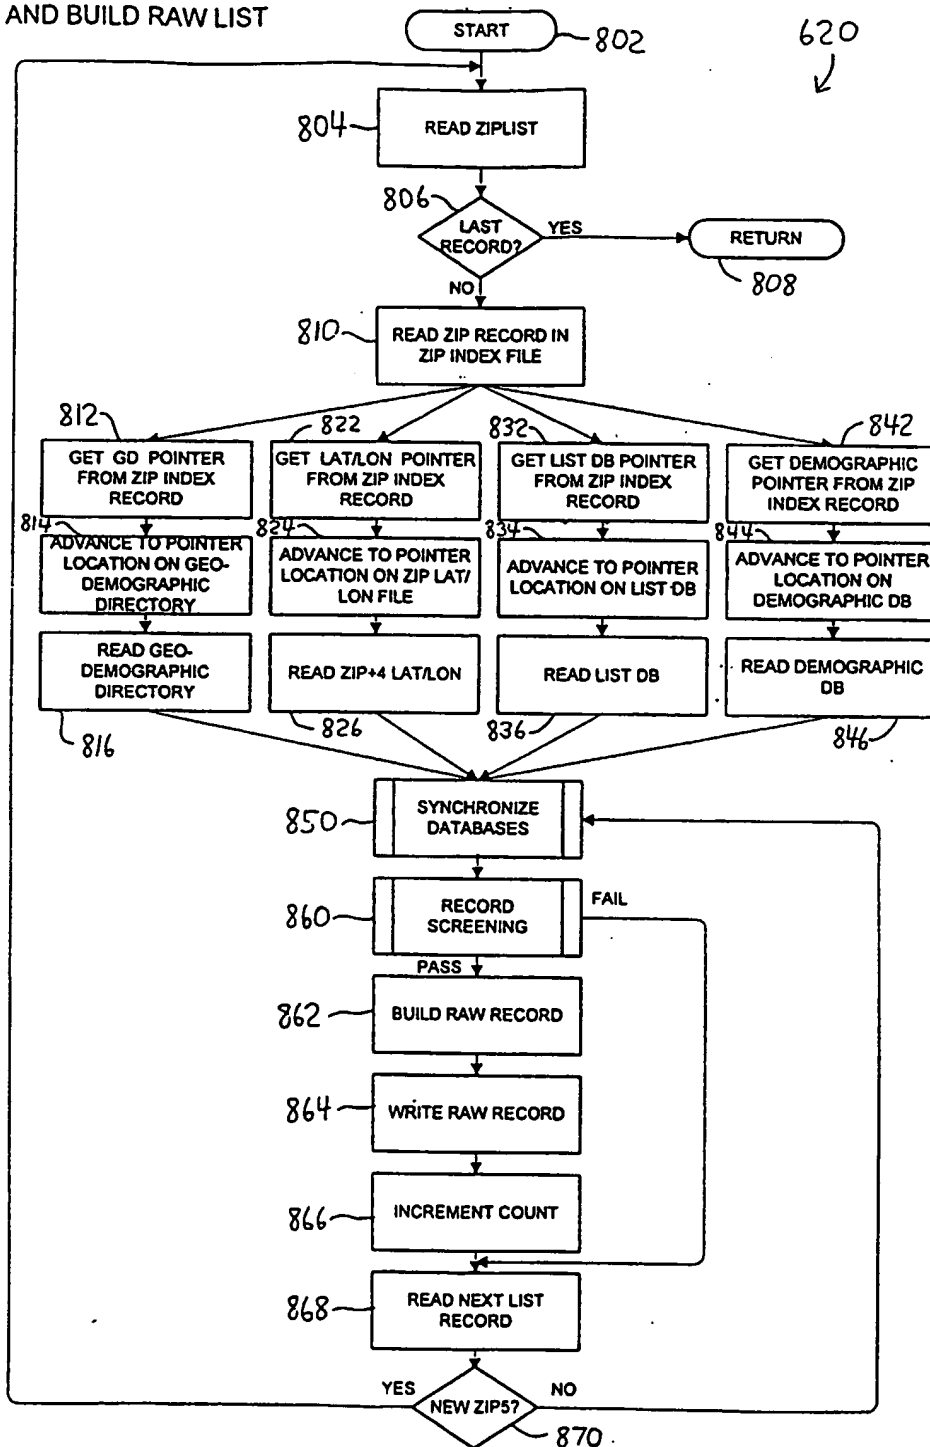 AND BUILD RAW LIST
START
802
620
804
READ ZIPLIST
806
LAST
RECORD?
YES
RETURN
808
NO
810
READ ZIP RECORD IN
ZIP INDEX FILE
812
GET GD POINTER
FROM ZIP INDEX
RECORD
822
GET LAT/LON POINTER
FROM ZIP INDEX
RECORD
832
GET LIST DB POINTER
FROM ZIP INDEX
RECORD
842
GET DEMOGRAPHIC
POINTER FROM ZIP
INDEX RECORD
814
ADVANCE TO POINTER
LOCATION ON GEO-
DEMOGRAPHIC
DIRECTORY
824
ADVANCE TO POINTER
LOCATION ON ZIP LAT/
LON FILE
834
ADVANCE TO POINTER
LOCATION ON LIST DB
844
ADVANCE TO POINTER
LOCATION ON
DEMOGRAPHIC DB
READ GEO-
DEMOGRAPHIC
DIRECTORY
816
READ ZIP+4 LAT/LON
826
READ LIST DB
836
READ DEMOGRAPHIC
DB
846
850
SYNCHRONIZE
DATABASES
860
RECORD
SCREENING
FAIL
PASS
862
BUILD RAW RECORD
864
WRITE RAW RECORD
866
INCREMENT COUNT
868
READ NEXT LIST
RECORD
YES
NEW ZIP5?
NO
870